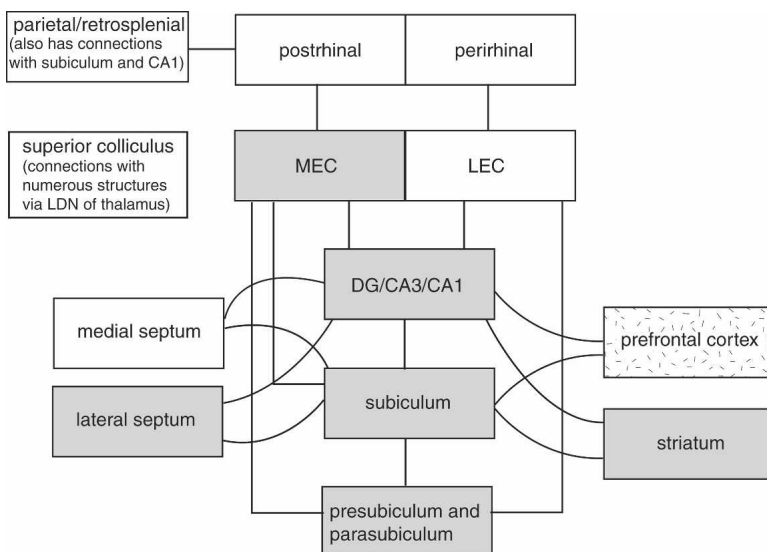 parietal/retrosplenial
(also has connections
with subiculum and CA1)
postrhinal
perirhinal
superior colliculus
(connections with
numerous structures
via LDN of thalamus)
MEC
LEC
DG/CA3/CA1
medial septum
prefrontal cortex
lateral septum
subiculum
striatum
presubiculum and
parasubiculum